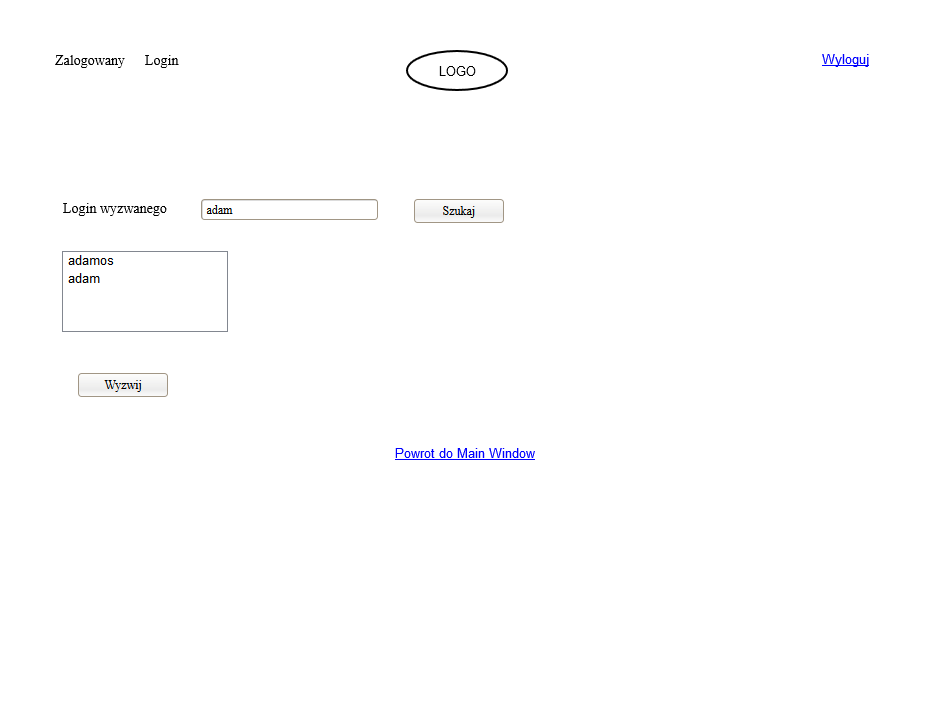 Zalogowany Login
LOGO
Wyloguj
Login wyzwanego
adam
Szukaj
adamos
adam
Wyzwij
Powrot do Main Window